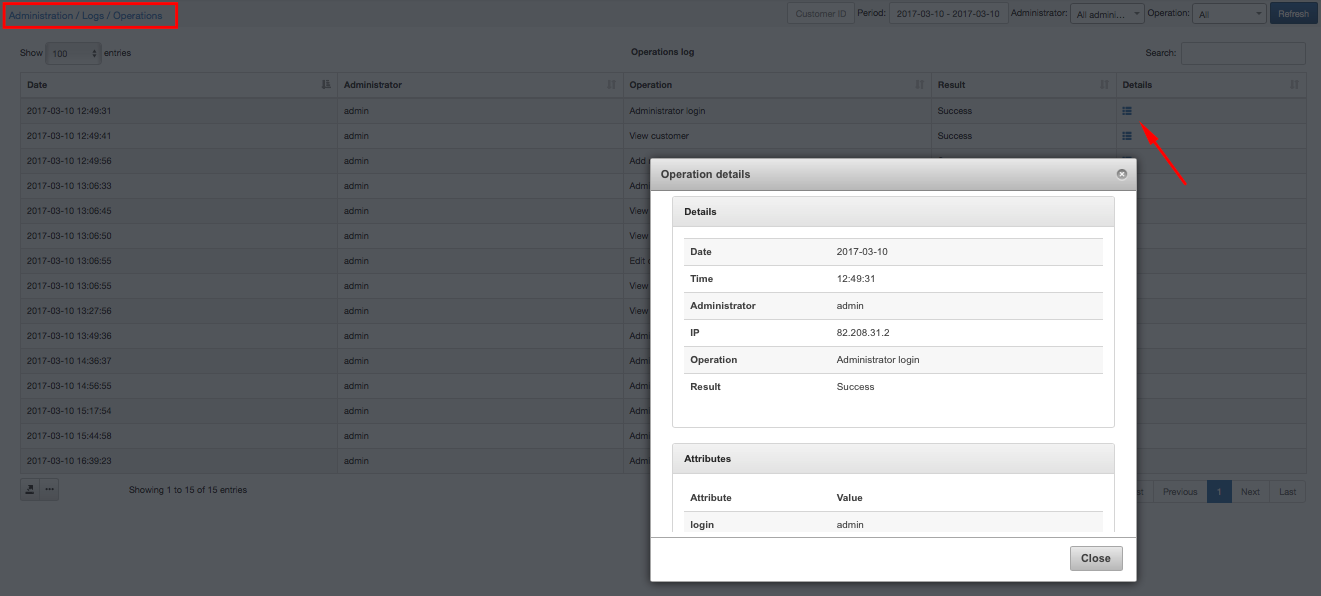 Administration / Logs / Operations
Customer ID Period: 2017-03-10 - 2017-03-10 Administrator: All admini... Operation: All Refresh
Show 100 entries Operations log Search:
Date Administrator Operation Result Details
2017-03-10 12:49:31 admin Administrator login Success
2017-03-10 12:49:41 admin View customer Success
2017-03-10 12:49:56 admin Add
2017-03-10 13:06:33 admin
2017-03-10 13:06:45 admin View
2017-03-10 13:06:50 admin View
2017-03-10 13:06:55 admin Edit
2017-03-10 13:06:55 admin View
2017-03-10 13:27:56 admin View
2017-03-10 13:49:36 admin
2017-03-10 14:36:37 admin
2017-03-10 14:56:55 admin
2017-03-10 15:17:54 admin
2017-03-10 15:44:58 admin
2017-03-10 16:39:23 admin
Showing 1 to 15 of 15 entries
Previous 1 Next Last
Operation details
Details
Date 2017-03-10
Time 12:49:31
Administrator admin
IP 82.208.31.2
Operation Administrator login
Result Success
Attributes
Attribute Value
login admin
Close